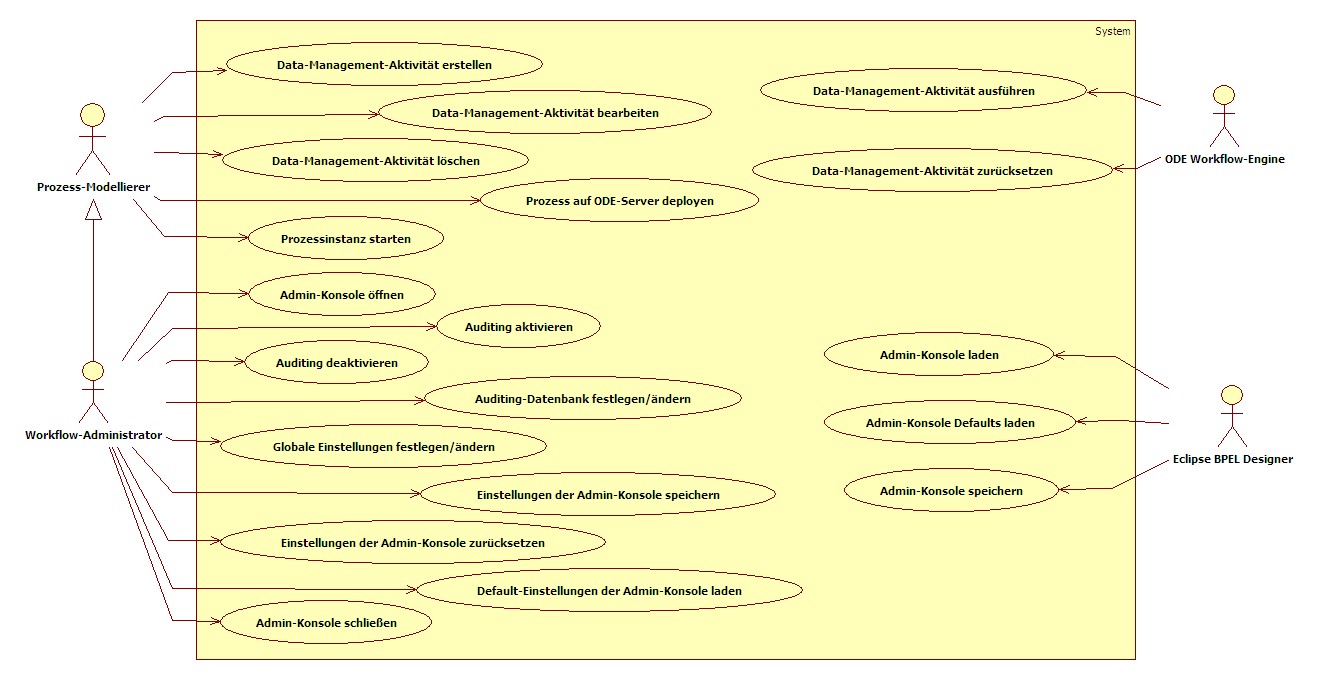 System
Data-Management-Aktivität erstellen
Data-Management-Aktivität ausführen
Data-Management-Aktivität bearbeiten
ODE Workflow-Engine
Data-Management-Aktivität löschen
Data-Management-Aktivität zurücksetzen
Prozess-Modellierer
Prozess auf ODE-Server deployen
Prozessinstanz starten
Admin-Konsole öffnen
Auditing aktivieren
Admin-Konsole laden
Auditing deaktivieren
Auditing-Datenbank festlegen/ändern
Admin-Konsole Defaults laden
Workflow-Administrator
Globale Einstellungen festlegen/ändern
Eclipse BPEL Designer
Admin-Konsole speichern
Einstellungen der Admin-Konsole speichern
Einstellungen der Admin-Konsole zurücksetzen
Default-Einstellungen der Admin-Konsole laden
Admin-Konsole schließen